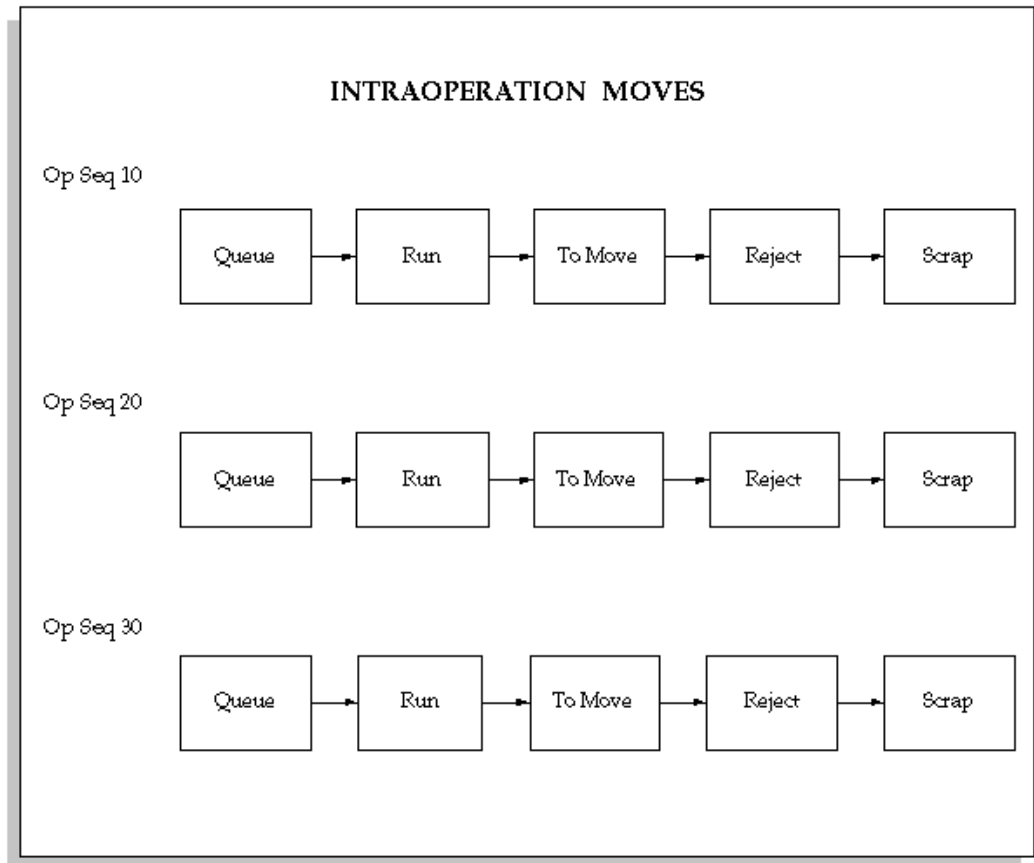 INTRAOPERATION MOVES
Op Seq 10
Queue Run To Move Reject Scrap
Op Seq 20
Queue Run To Move Reject Scrap
Op Seq 30
Queue Run To Move Reject Scrap